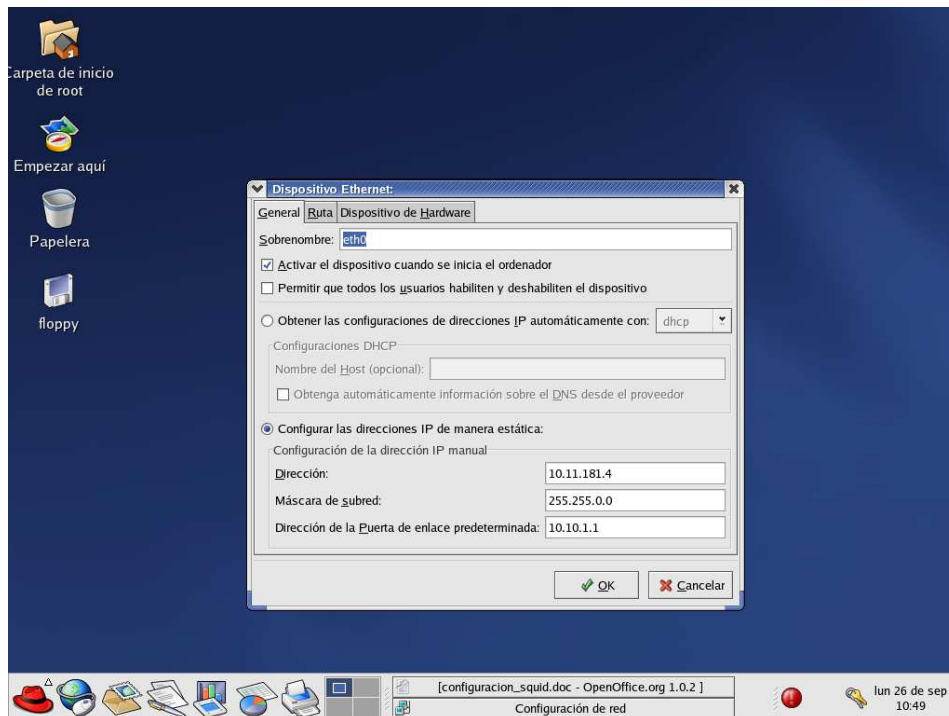 Carpeta de inicio
de root
Empezar aquí
Papelera
floppy
Dispositivo Ethernet:
General Ruta Dispositivo de Hardware
Sobrenombre: eth0
Activar el dispositivo cuando se inicia el ordenador
Permitir que todos los usuarios habiliten y deshabiliten el dispositivo
Obtener las configuraciones de direcciones IP automáticamente con: dhcp
Configuraciones DHCP
Nombre del Host (opcional):
Obtenga automáticamente información sobre el DNS desde el proveedor
Configurar las direcciones IP de manera estática:
Configuración de la dirección IP manual
Dirección: 10.11.181.4
Máscara de subred: 255.255.0.0
Dirección de la Puerta de enlace predeterminada: 10.10.1.1
OK Cancelar
[configuracion_squid.doc - OpenOffice.org 1.0.2 ]
Configuración de red
lun 26 de sep
10:49